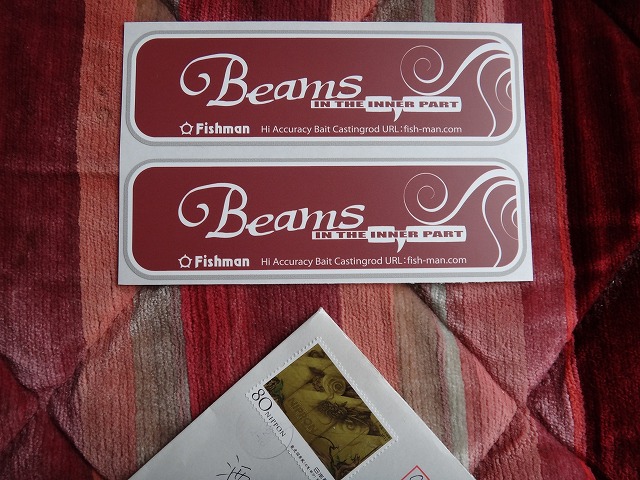 Beams
IN THE INNER PART
Fishman
Hi Accuracy Bait Castingrod URL:fish-man.com
Beams
IN THE INNER PART
Fishman
Hi Accuracy Bait Castingrod URL:fish-man.com
80 NIPPON